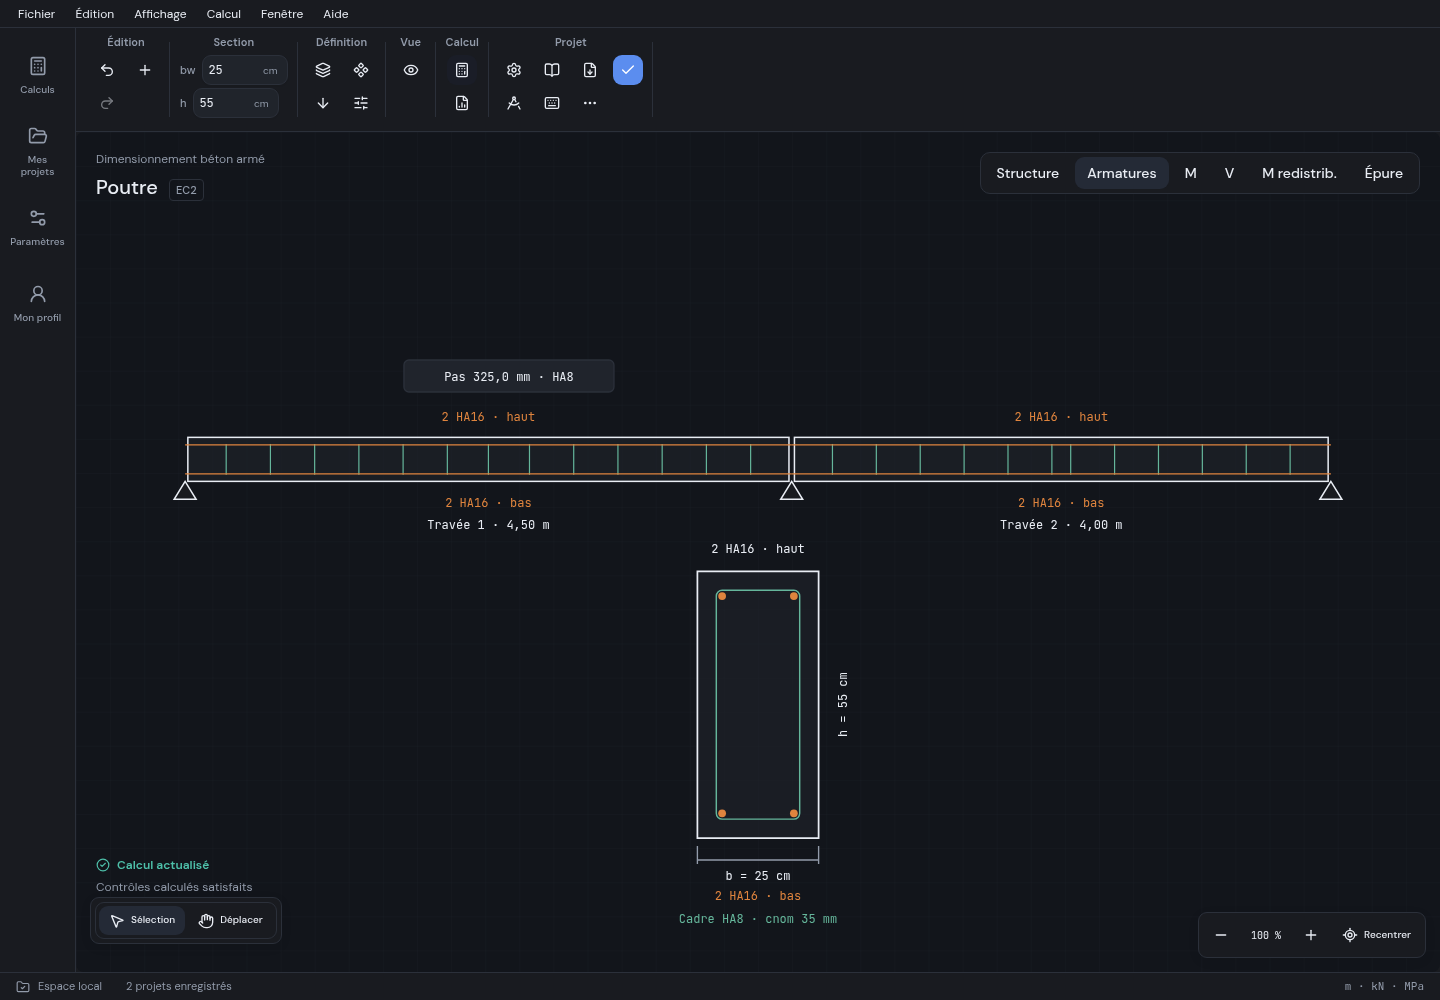 Fichier Édition Affichage Calcul Fenêtre Aide
Calculs
Mes
projets
Paramètres
Mon profil
Édition
Section
bw 25 cm
h 55 cm
Définition
Vue
Calcul
Projet
Dimensionnement béton armé
Poutre EC2
Structure Armatures M V M redistrib. Épure
Pas 325,0 mm · HA8
2 HA16 · haut
2 HA16 · haut
2 HA16 · bas
2 HA16 · bas
Travée 1 · 4,50 m
Travée 2 · 4,00 m
2 HA16 · haut
h = 55 cm
b = 25 cm
2 HA16 · bas
Cadre HA8 · cnom 35 mm
Calcul actualisé
Contrôles calculés satisfaits
Sélection Déplacer
100 % Recentrer
Espace local 2 projets enregistrés
m · kN · MPa